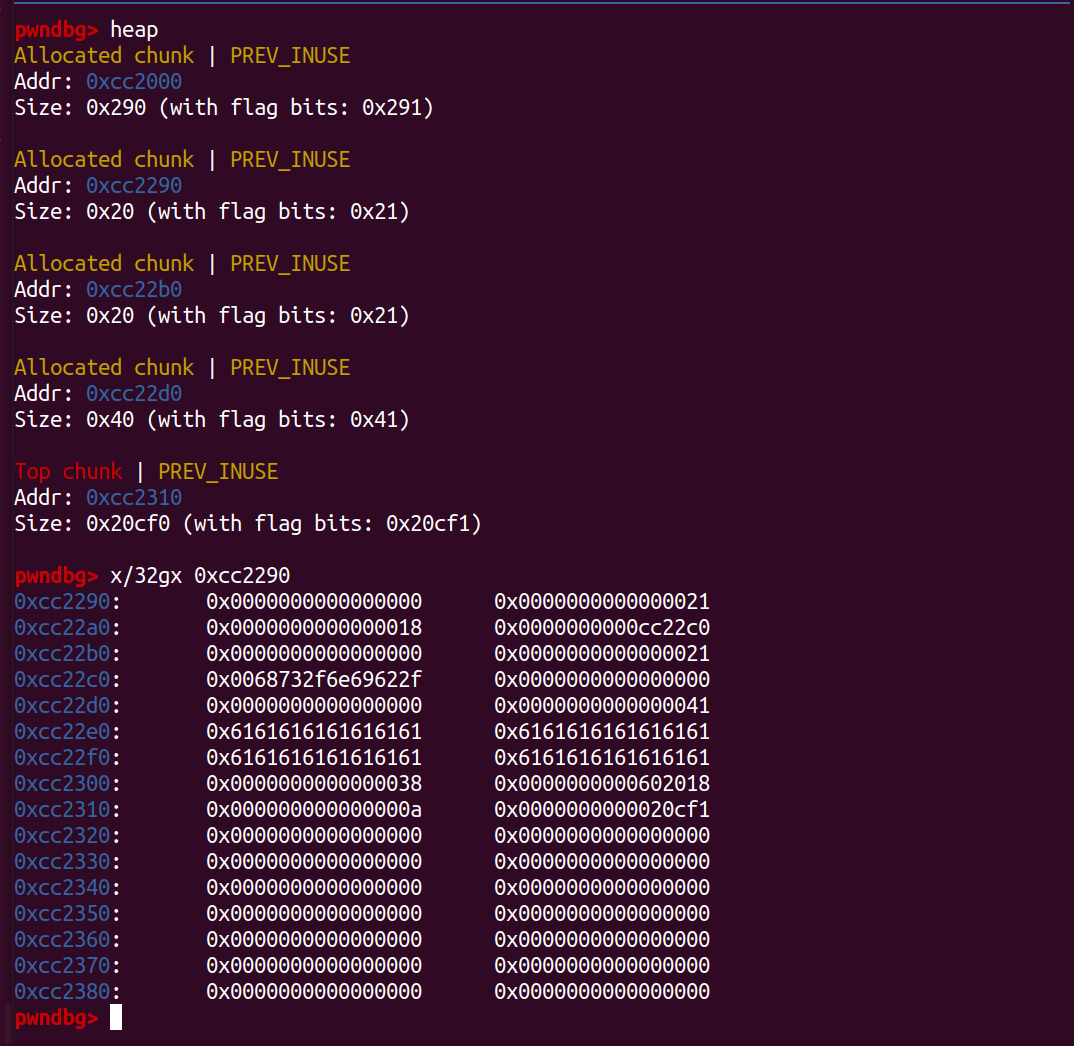 pwndbg> heap
Allocated chunk | PREV_INUSE
Addr: 0xcc2000
Size: 0x290 (with flag bits: 0x291)
Allocated chunk | PREV_INUSE
Addr: 0xcc2290
Size: 0x20 (with flag bits: 0x21)
Allocated chunk | PREV_INUSE
Addr: 0xcc22b0
Size: 0x20 (with flag bits: 0x21)
Allocated chunk | PREV_INUSE
Addr: 0xcc22d0
Size: 0x40 (with flag bits: 0x41)
Top chunk | PREV_INUSE
Addr: 0xcc2310
Size: 0x20cf0 (with flag bits: 0x20cf1)
pwndbg> x/32gx 0xcc2290
0xcc2290: 0x0000000000000000 0x0000000000000021
0xcc22a0: 0x0000000000000018 0x0000000000cc22c0
0xcc22b0: 0x0000000000000000 0x0000000000000021
0xcc22c0: 0x0068732f6e69622f 0x0000000000000000
0xcc22d0: 0x0000000000000000 0x0000000000000041
0xcc22e0: 0x6161616161616161 0x6161616161616161
0xcc22f0: 0x6161616161616161 0x6161616161616161
0xcc2300: 0x0000000000000038 0x0000000000602018
0xcc2310: 0x000000000000000a 0x0000000000020cf1
0xcc2320: 0x0000000000000000 0x0000000000000000
0xcc2330: 0x0000000000000000 0x0000000000000000
0xcc2340: 0x0000000000000000 0x0000000000000000
0xcc2350: 0x0000000000000000 0x0000000000000000
0xcc2360: 0x0000000000000000 0x0000000000000000
0xcc2370: 0x0000000000000000 0x0000000000000000
0xcc2380: 0x0000000000000000 0x0000000000000000
pwndbg>